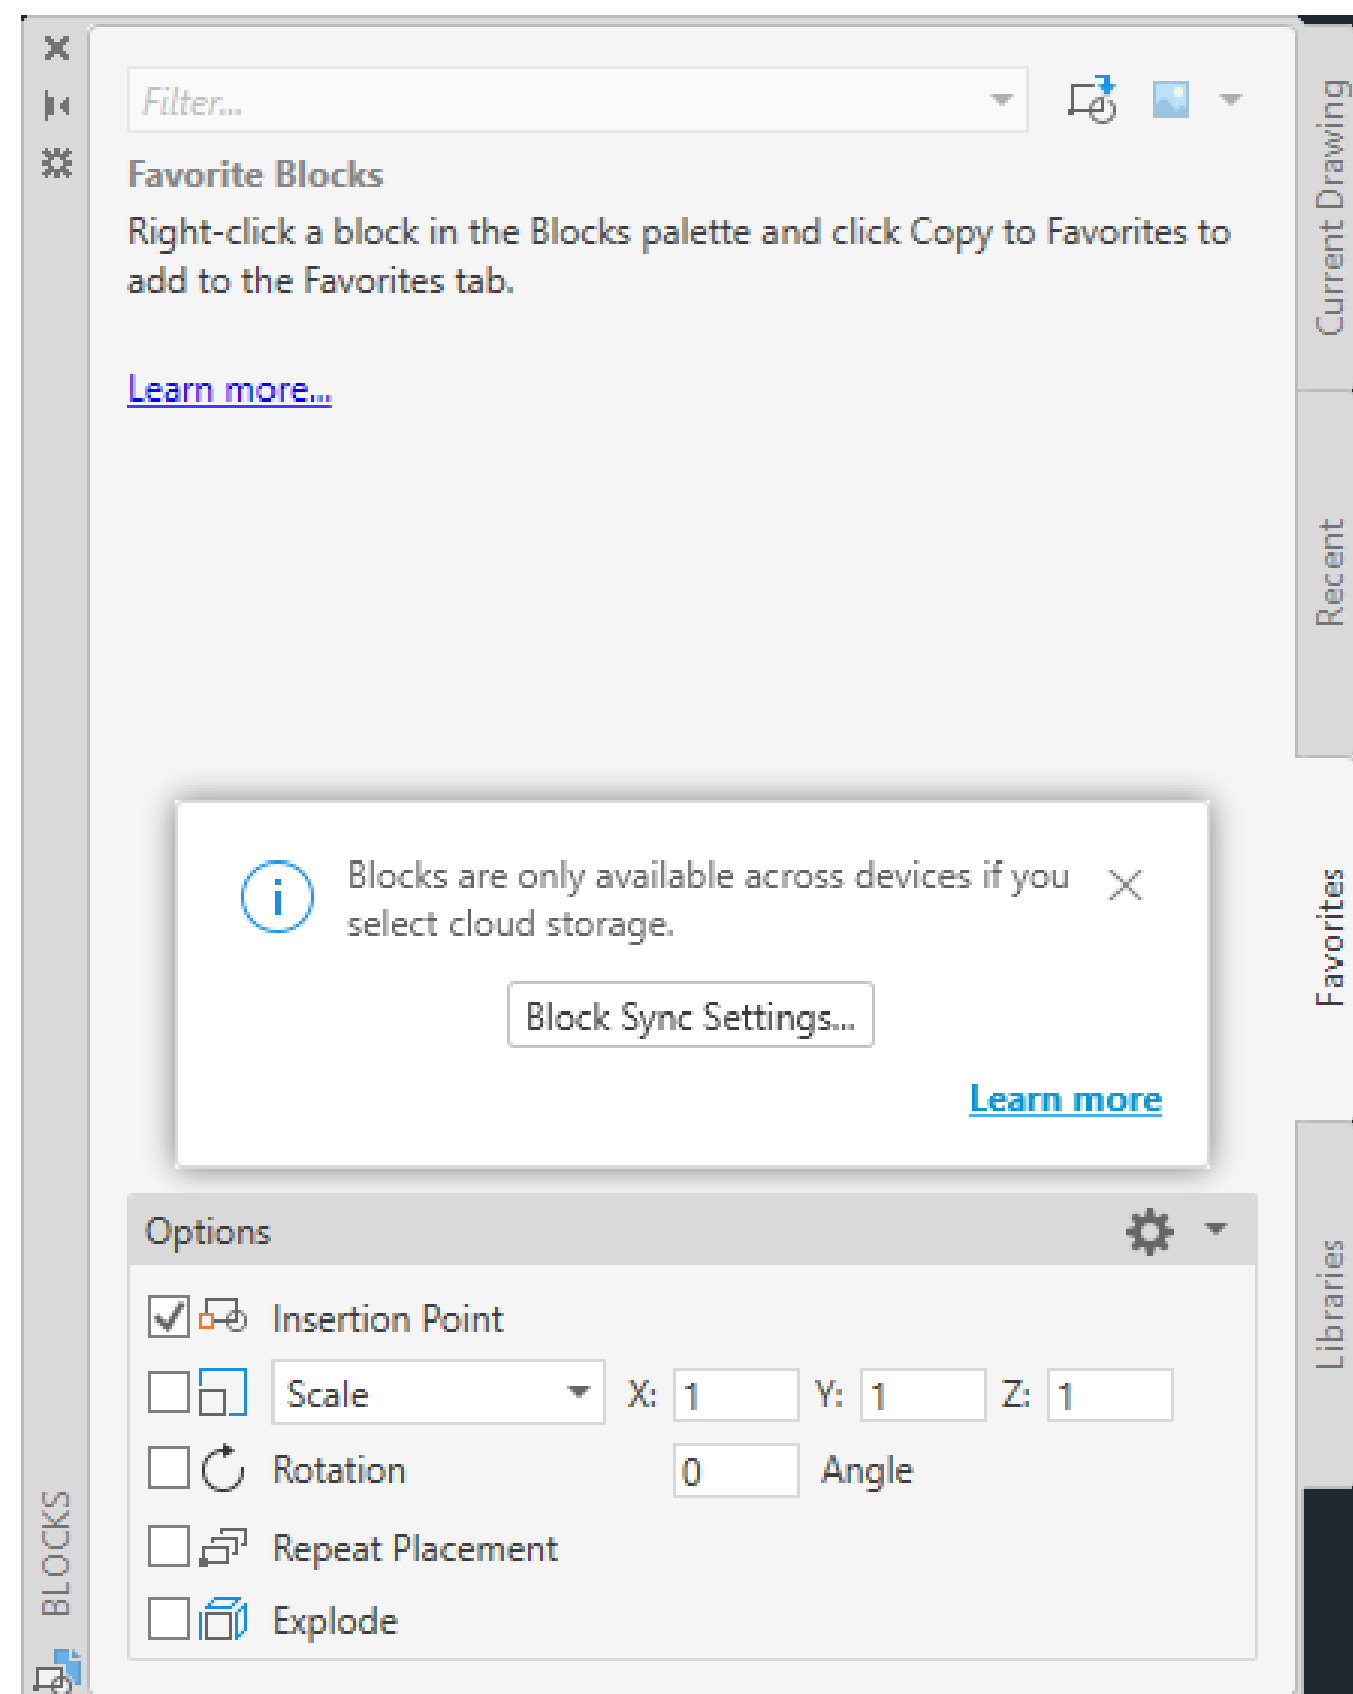 Filter...
Favorite Blocks
Right-click a block in the Blocks palette and click Copy to Favorites to
add to the Favorites tab.
Learn more...
Blocks are only available across devices if you
select cloud storage.
Block Sync Settings...
Learn more
Options
Insertion Point
Scale X: 1 Y: 1 Z: 1
Rotation 0 Angle
Repeat Placement
Explode
Current Drawing
Recent
Favorites
Libraries
BLOCKS